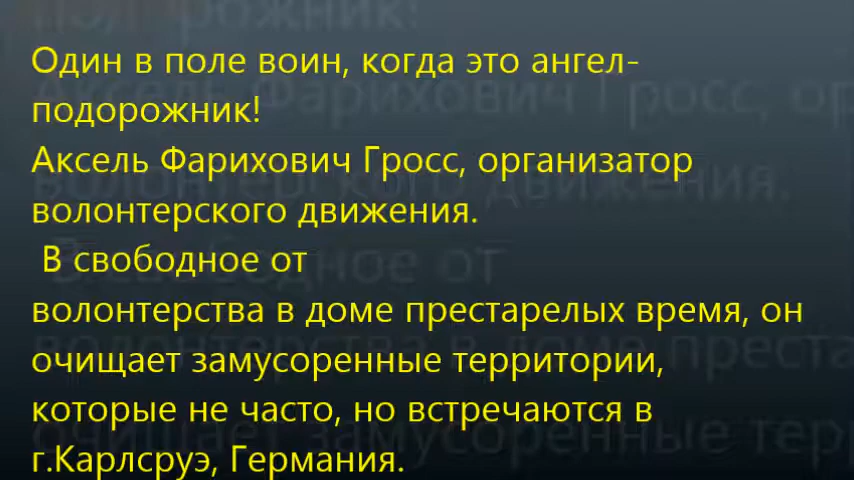 Один в поле воин, когда это ангел-
подорожник!
Аксель Фарихович Гросс, организатор
волонтерского движения.
В свободное от
волонтерства в доме престарелых время, он
очищает замусоренные территории,
которые не часто, но встречаются в
г.Карлсруэ, Германия.